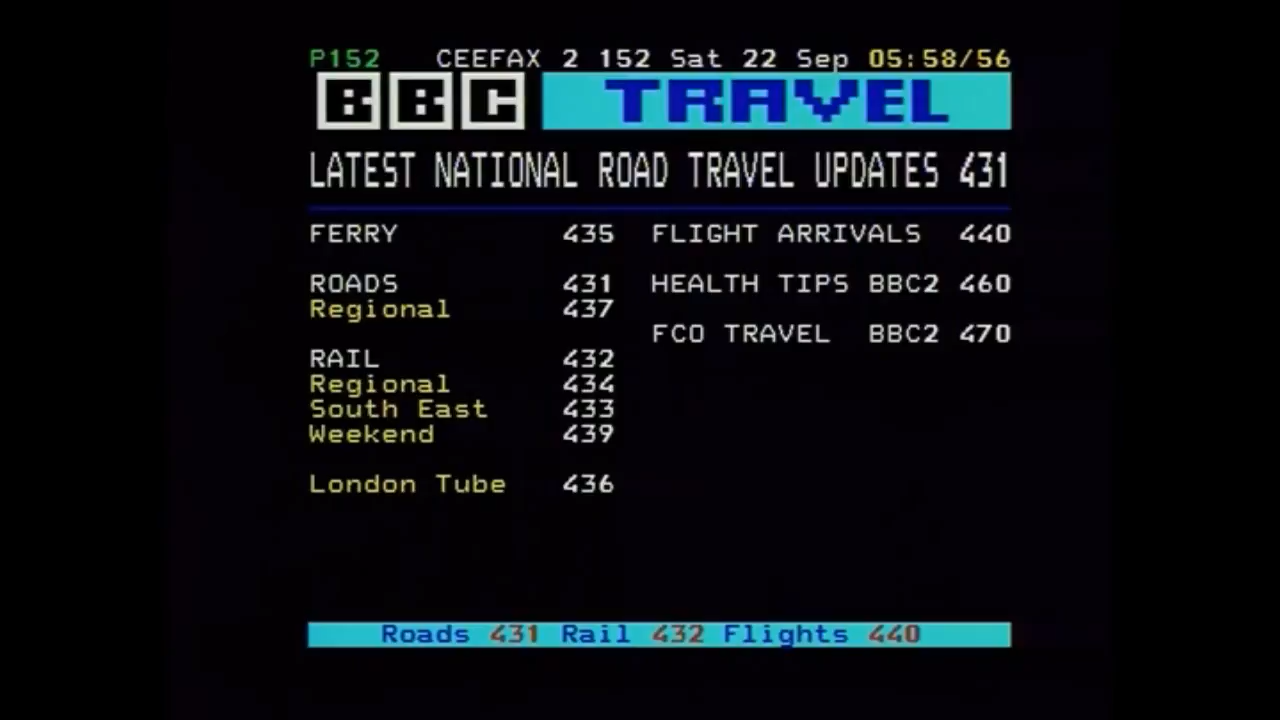 P152 CEEFAX 2 152 Sat 22 Sep 05:58/56
BBC TRAVEL
LATEST NATIONAL ROAD TRAVEL UPDATES 431
FERRY 435 FLIGHT ARRIVALS 440
ROADS 431 HEALTH TIPS BBC2 460
Regional 437
FCO TRAVEL BBC2 470
RAIL 432
Regional 434
South East 433
Weekend 439
London Tube 436
Roads 431 Rail 432 Flights 440